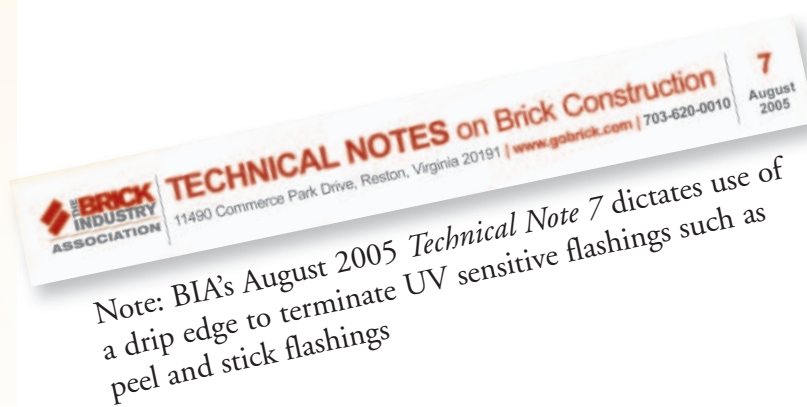 THE BRICK INDUSTRY ASSOCIATION
TECHNICAL NOTES on Brick Construction
11490 Commerce Park Drive, Reston, Virginia 20191 | www.gobrick.com | 703-620-0010
7
August
2005
Note: BIA's August 2005 Technical Note 7 dictates use of
a drip edge to terminate UV sensitive flashings such as
peel and stick flashings